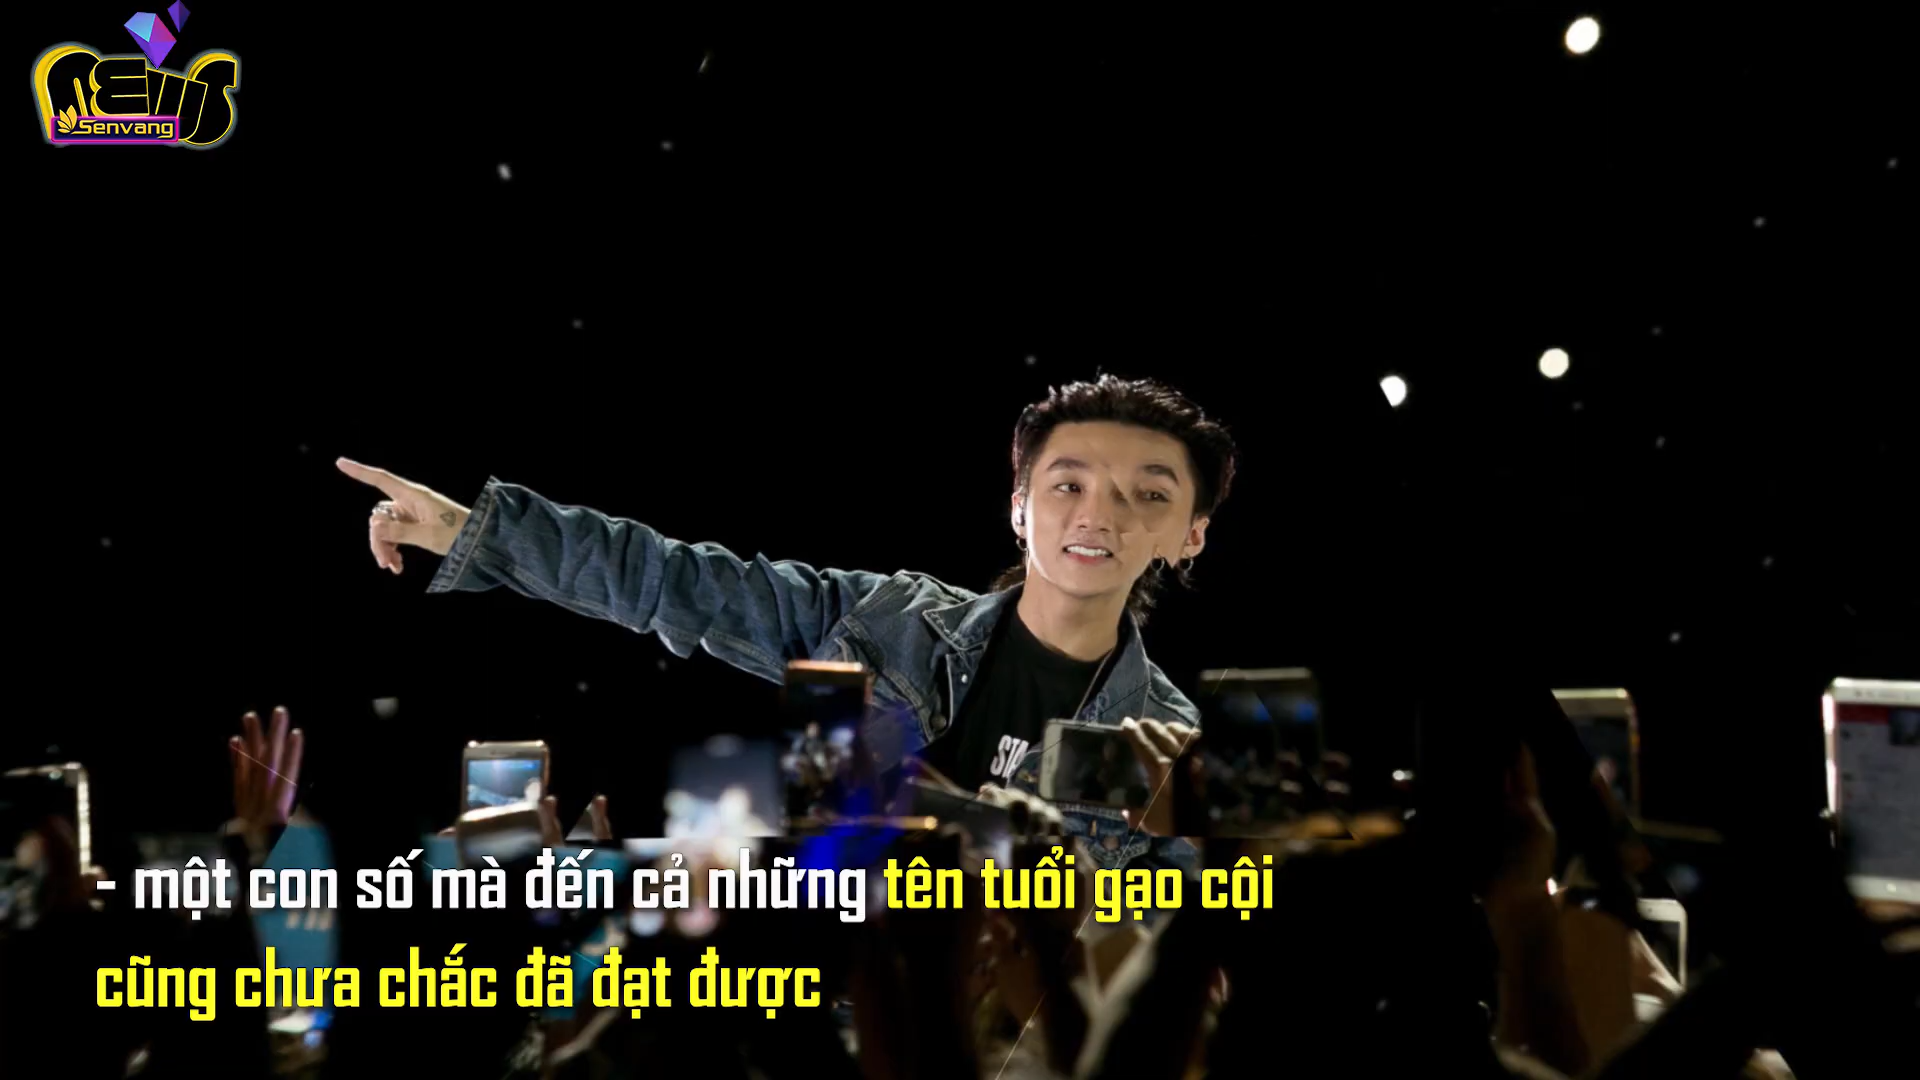 NEWS
Senvang
STA
- một con số mà đến cả những tên tuổi gạo cội
cũng chưa chắc đã đạt được